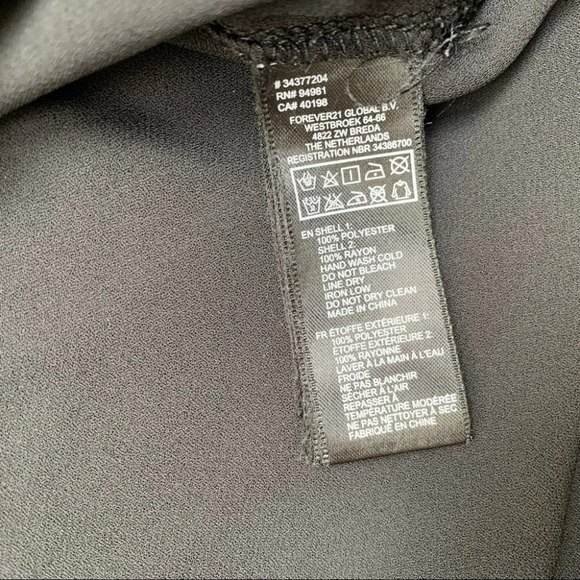 # 34377204
RN# 94981
CA# 40198
FOREVER21 GLOBAL B.V.
WESTBROEK 64-66
4822 ZW BREDA
THE NETHERLANDS
REGISTRATION NBR 34386700
EN SHELL 1:
100% POLYESTER
SHELL 2:
100% RAYON
HAND WASH COLD
DO NOT BLEACH
LINE DRY
IRON LOW
DO NOT DRY CLEAN
MADE IN CHINA
FR ÉTOFFE EXTÉRIEURE 1:
100% POLYESTER
ÉTOFFE EXTÉRIEURE 2:
100% RAYONNE
LAVER À LA MAIN À L'EAU
FROIDE
NE PAS BLANCHIR
SÈCHER À L'AIR
REPASSER À
TEMPÉRATURE MODÉRÉE
NE PAS NETTOYER À SEC
FABRIQUÉ EN CHINE